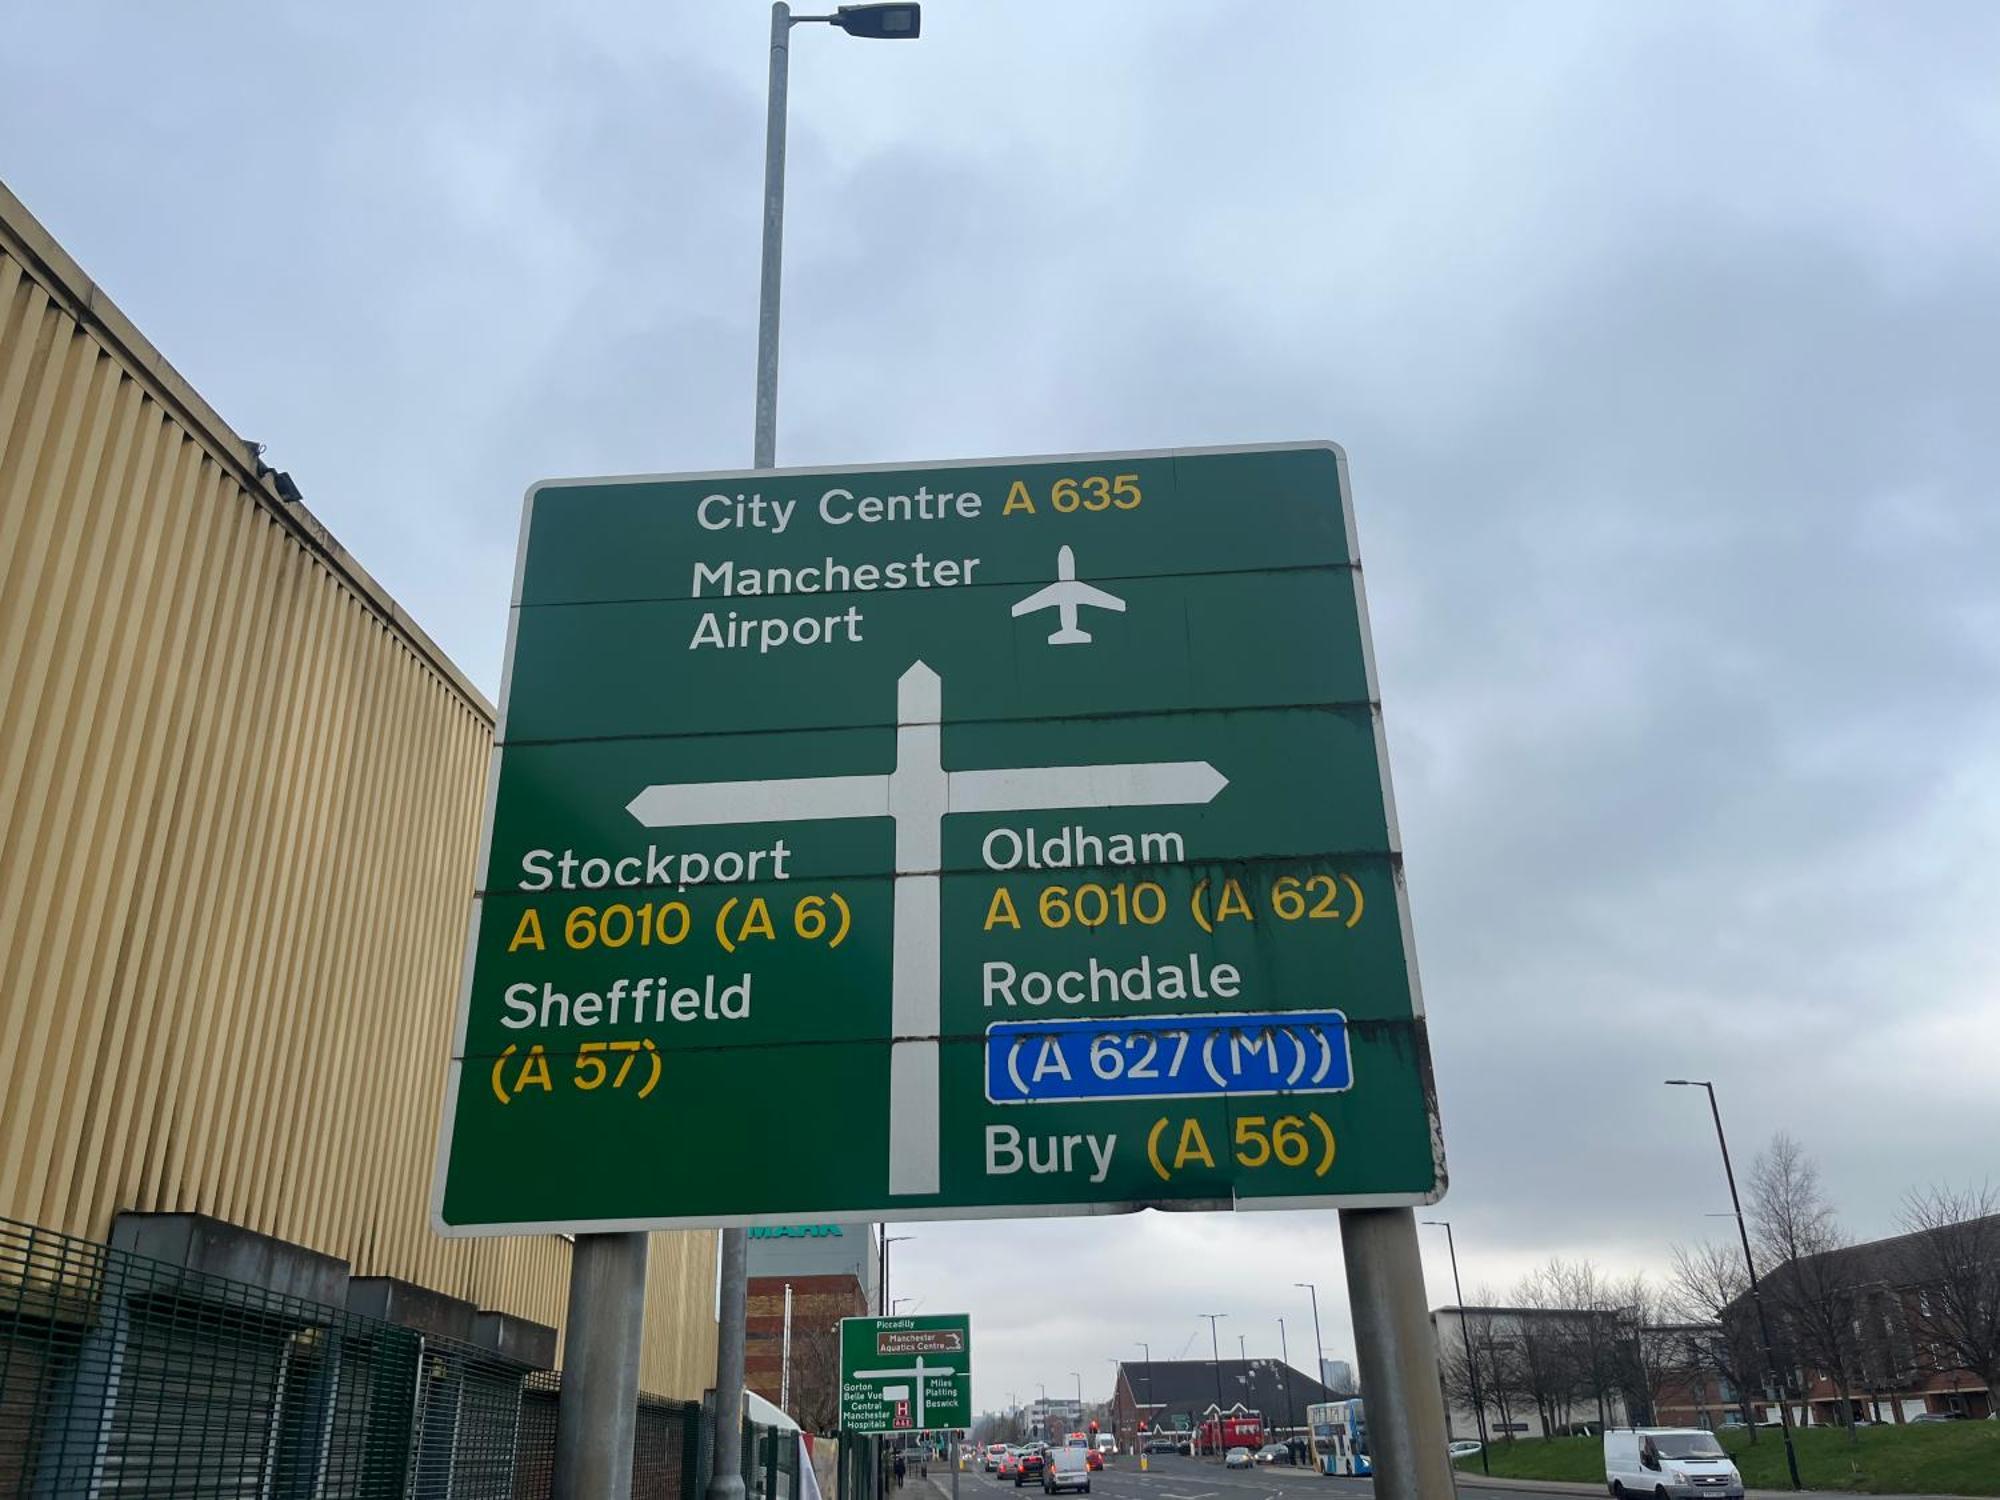 City Centre A 635
Manchester
Airport
Stockport
A 6010 (A 6)
Sheffield
(A 57)
Oldham
A 6010 (A 62)
Rochdale
(A 627(M))
Bury (A 56)
MARK
Piccadilly
Manchester
Aquatics Centre
Gorton
Belle Vue
Central
Manchester
Hospitals
H
A&E
Miles
Platting
Beswick